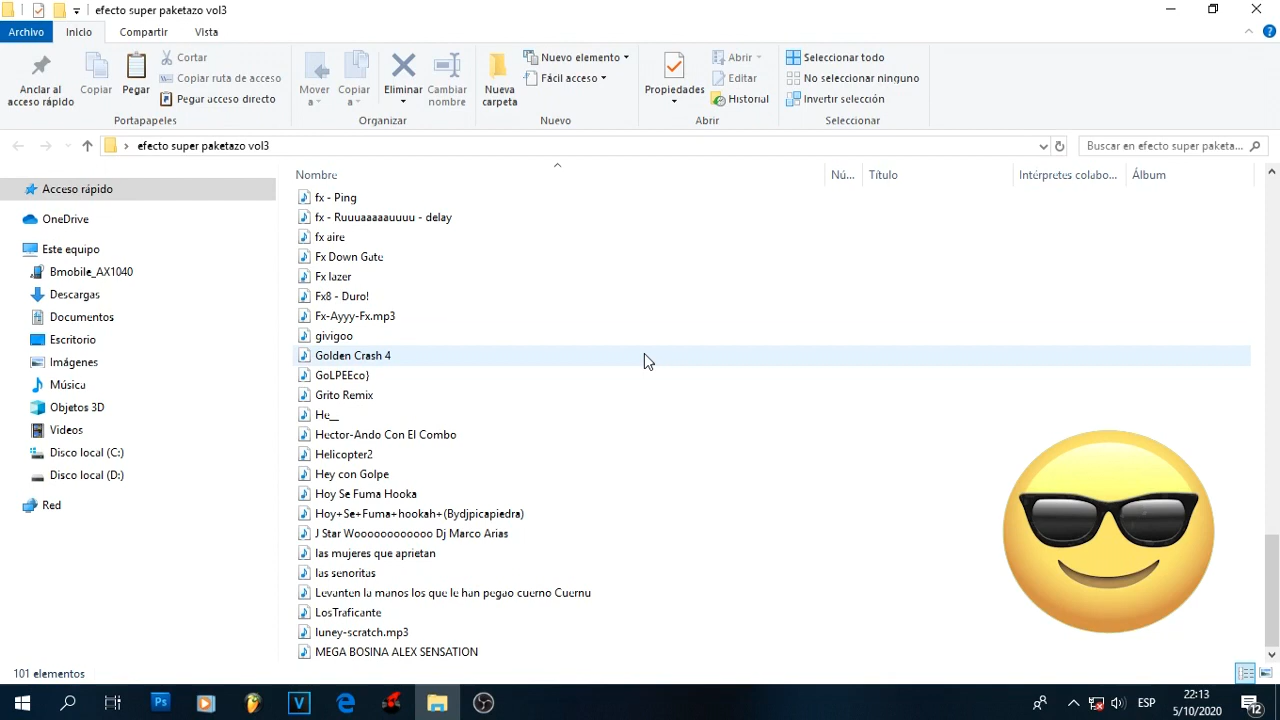 efecto super paketazo vol3
Archivo Inicio Compartir Vista
Anclar al acceso rápido
Copiar
Pegar
Cortar
Copiar ruta de acceso
Pegar acceso directo
Portapapeles
Mover a
Copiar a
Eliminar
Cambiar nombre
Organizar
Nueva carpeta
Nuevo elemento
Fácil acceso
Nuevo
Propiedades
Abrir
Editar
Historial
Abrir
Seleccionar todo
No seleccionar ninguno
Invertir selección
Seleccionar
efecto super paketazo vol3
Buscar en efecto super paketa...
Acceso rápido
OneDrive
Este equipo
Bmobile_AX1040
Descargas
Documentos
Escritorio
Imágenes
Música
Objetos 3D
Videos
Disco local (C:)
Disco local (D:)
Red
Nombre Nú... Título Intérpretes colabo... Álbum
fx - Ping
fx - Ruuuaaaaauuuu - delay
fx aire
Fx Down Gate
Fx lazer
Fx8 - Duro!
Fx-Ayyy-Fx.mp3
givigoo
Golden Crash 4
GoLPEEco}
Grito Remix
He__
Hector-Ando Con El Combo
Helicopter2
Hey con Golpe
Hoy Se Fuma Hooka
Hoy+Se+Fuma+hookah+(Bydjpicapiedra)
J Star Woooooooooooo Dj Marco Arias
las mujeres que aprietan
las senoritas
Levanten la manos los que le han pegao cuerno Cuernu
LosTraficante
luney-scratch.mp3
MEGA BOSINA ALEX SENSATION
101 elementos
Ps
V
ESP
22:13
5/10/2020
12